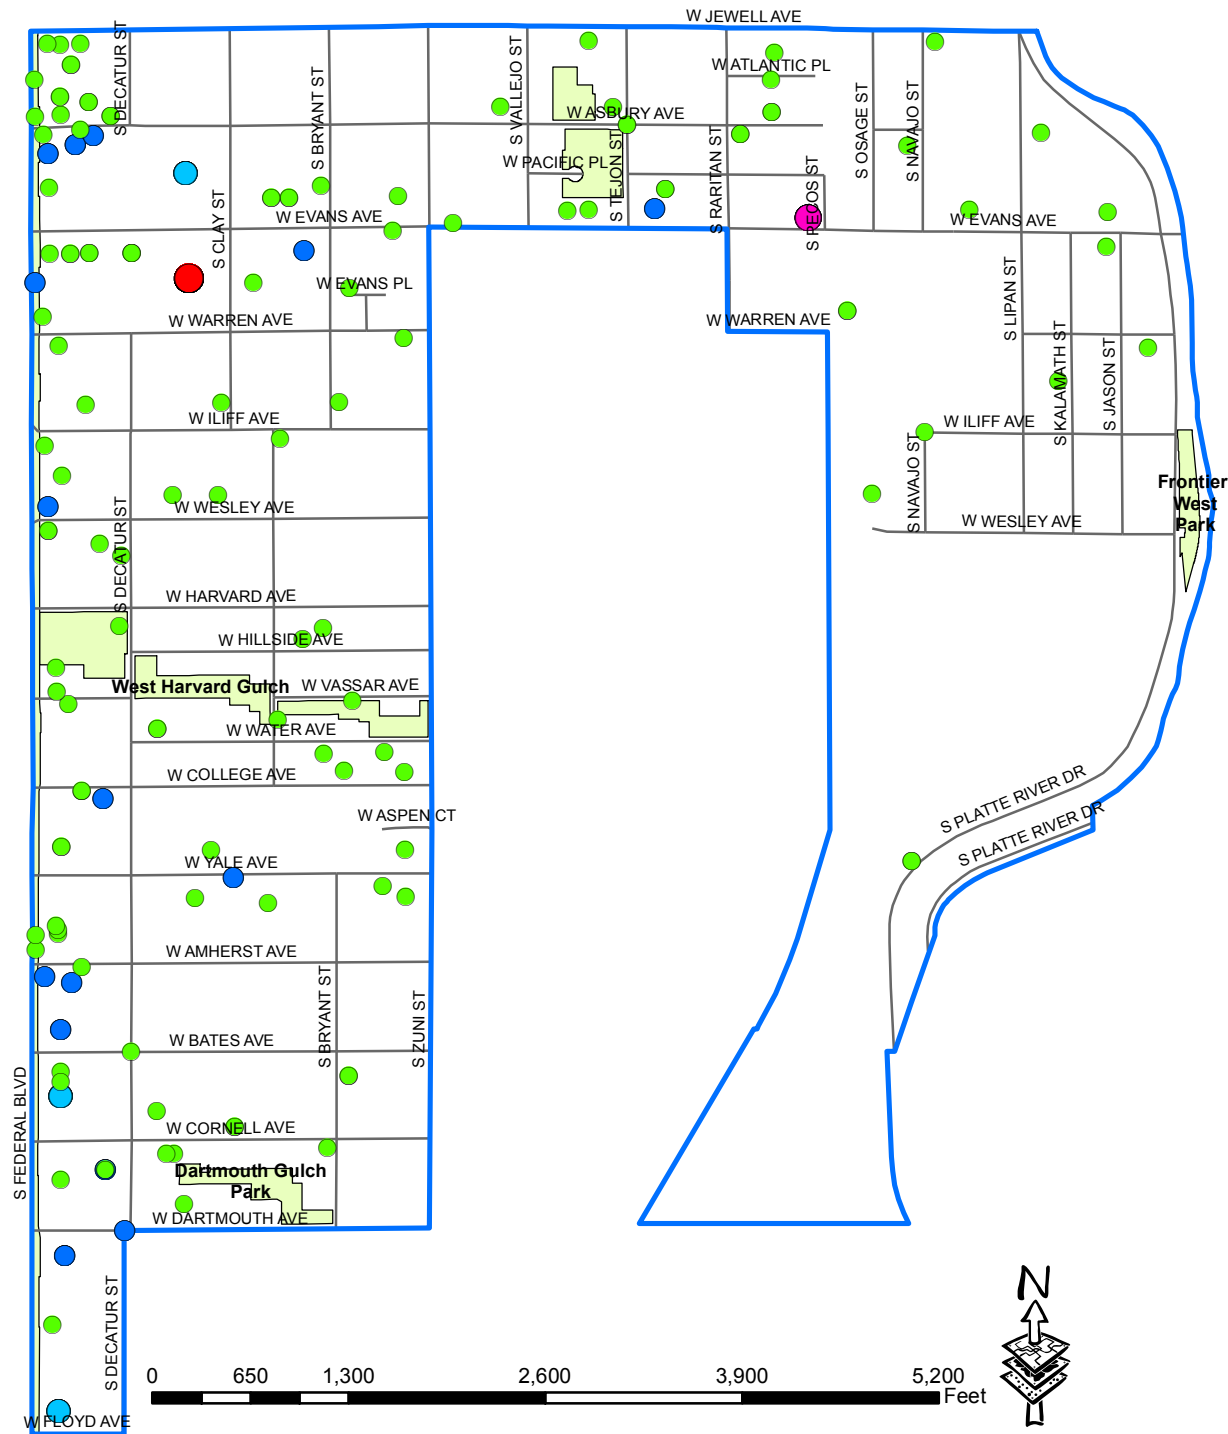 W JEWELL AVE
S DECATUR ST
S BRYANT ST
S VALLEJO ST
W ATLANTIC PL
W ASBURY AVE
S OSAGE ST
S NAVAJO ST
W PACIFIC PL
S TEJON ST
S RARITAN ST
S PECOS ST
S CLAY ST
W EVANS AVE
W EVANS AVE
W EVANS PL
W WARREN AVE
W WARREN AVE
S LIPAN ST
S KALAMATH ST
S JASON ST
W ILIFF AVE
W ILIFF AVE
S NAVAJO ST
Frontier
West
Park
W WESLEY AVE
W WESLEY AVE
S DECATUR ST
W HARVARD AVE
W HILLSIDE AVE
West Harvard Gulch
W VASSAR AVE
W WATER AVE
W COLLEGE AVE
S PLATTE RIVER DR
S PLATTE RIVER DR
W ASPEN CT
W YALE AVE
W AMHERST AVE
S BRYANT ST
S ZUNI ST
W BATES AVE
S FEDERAL BLVD
W CORNELL AVE
Dartmouth Gulch
Park
W DARTMOUTH AVE
S DECATUR ST
N
0 650 1,300 2,600 3,900 5,200
Feet
W FLOYD AVE